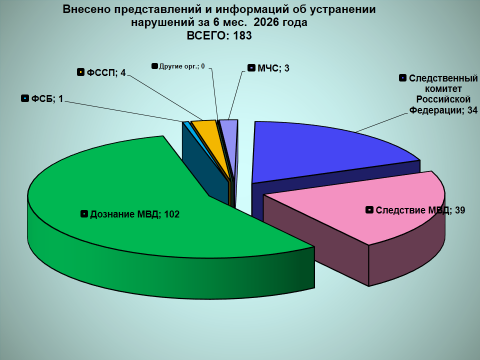 Внесено представлений и информаций об устранении
нарушений за 6 мес.  2026 года
ВСЕГО: 183
Другие орг.; 0
МЧС; 3
ФССП; 4
ФСБ; 1
Следственный
комитет
Российской
Федерации; 34
Следствие МВД; 39
Дознание МВД; 102